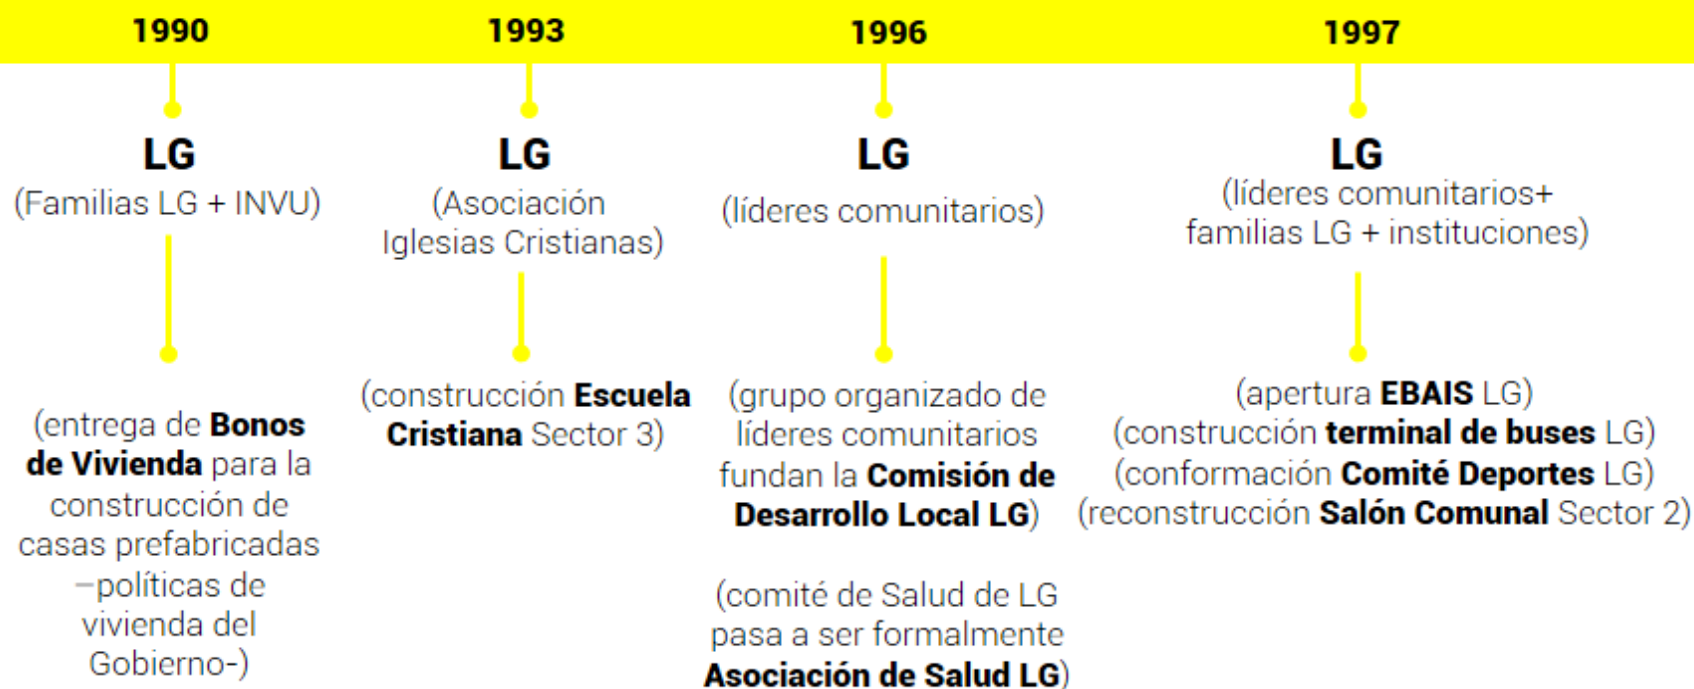 1990
LG
(Familias LG + INVU)
(entrega de Bonos
de Vivienda para la
construcción de
casas prefabricadas
–políticas de
vivienda del
Gobierno-)
1993
LG
(Asociación
Iglesias Cristianas)
(construcción Escuela
Cristiana Sector 3)
1996
LG
(líderes comunitarios)
(grupo organizado de
líderes comunitarios
fundan la Comisión de
Desarrollo Local LG)
(comité de Salud de LG
pasa a ser formalmente
Asociación de Salud LG)
1997
LG
(líderes comunitarios+
familias LG + instituciones)
(apertura EBAIS LG)
(construcción terminal de buses LG)
(conformación Comité Deportes LG)
(reconstrucción Salón Comunal Sector 2)